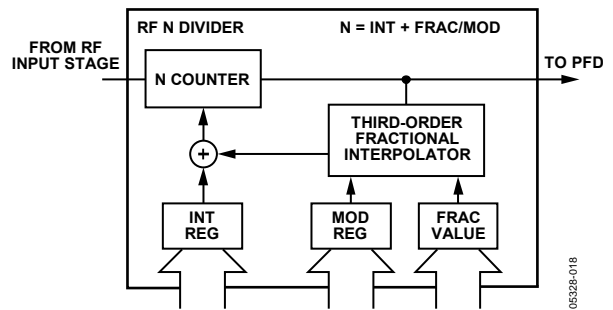 RF N DIVIDER
N = INT + FRAC/MOD
FROM RF
INPUT STAGE
N COUNTER
TO PFD
THIRD-ORDER
FRACTIONAL
INTERPOLATOR
+
INT
REG
MOD
REG
FRAC
VALUE
05328-018